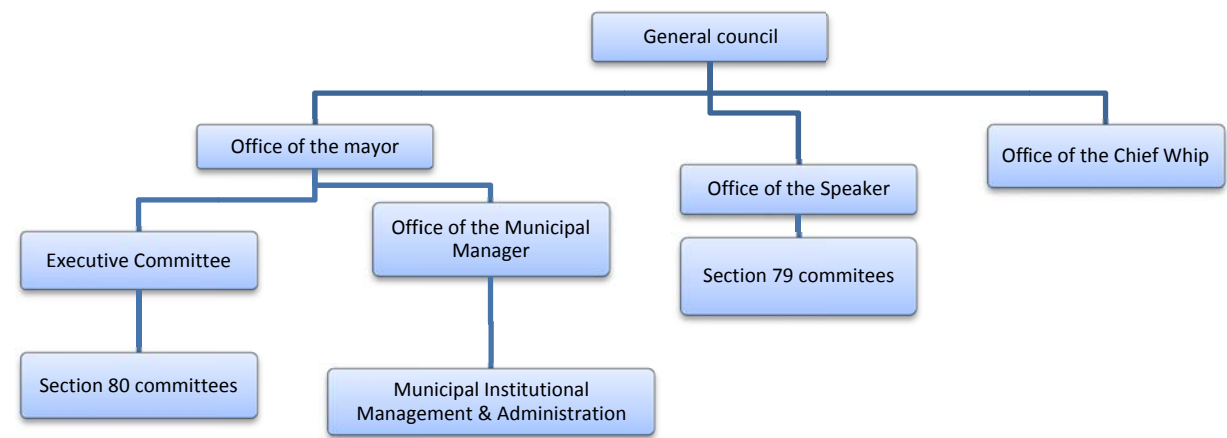 General council
Office of the mayor
Office of the Chief Whip
Office of the Speaker
Office of the Municipal
Manager
Executive Committee
Section 79 commitees
Section 80 committees
Municipal Institutional
Management & Administration